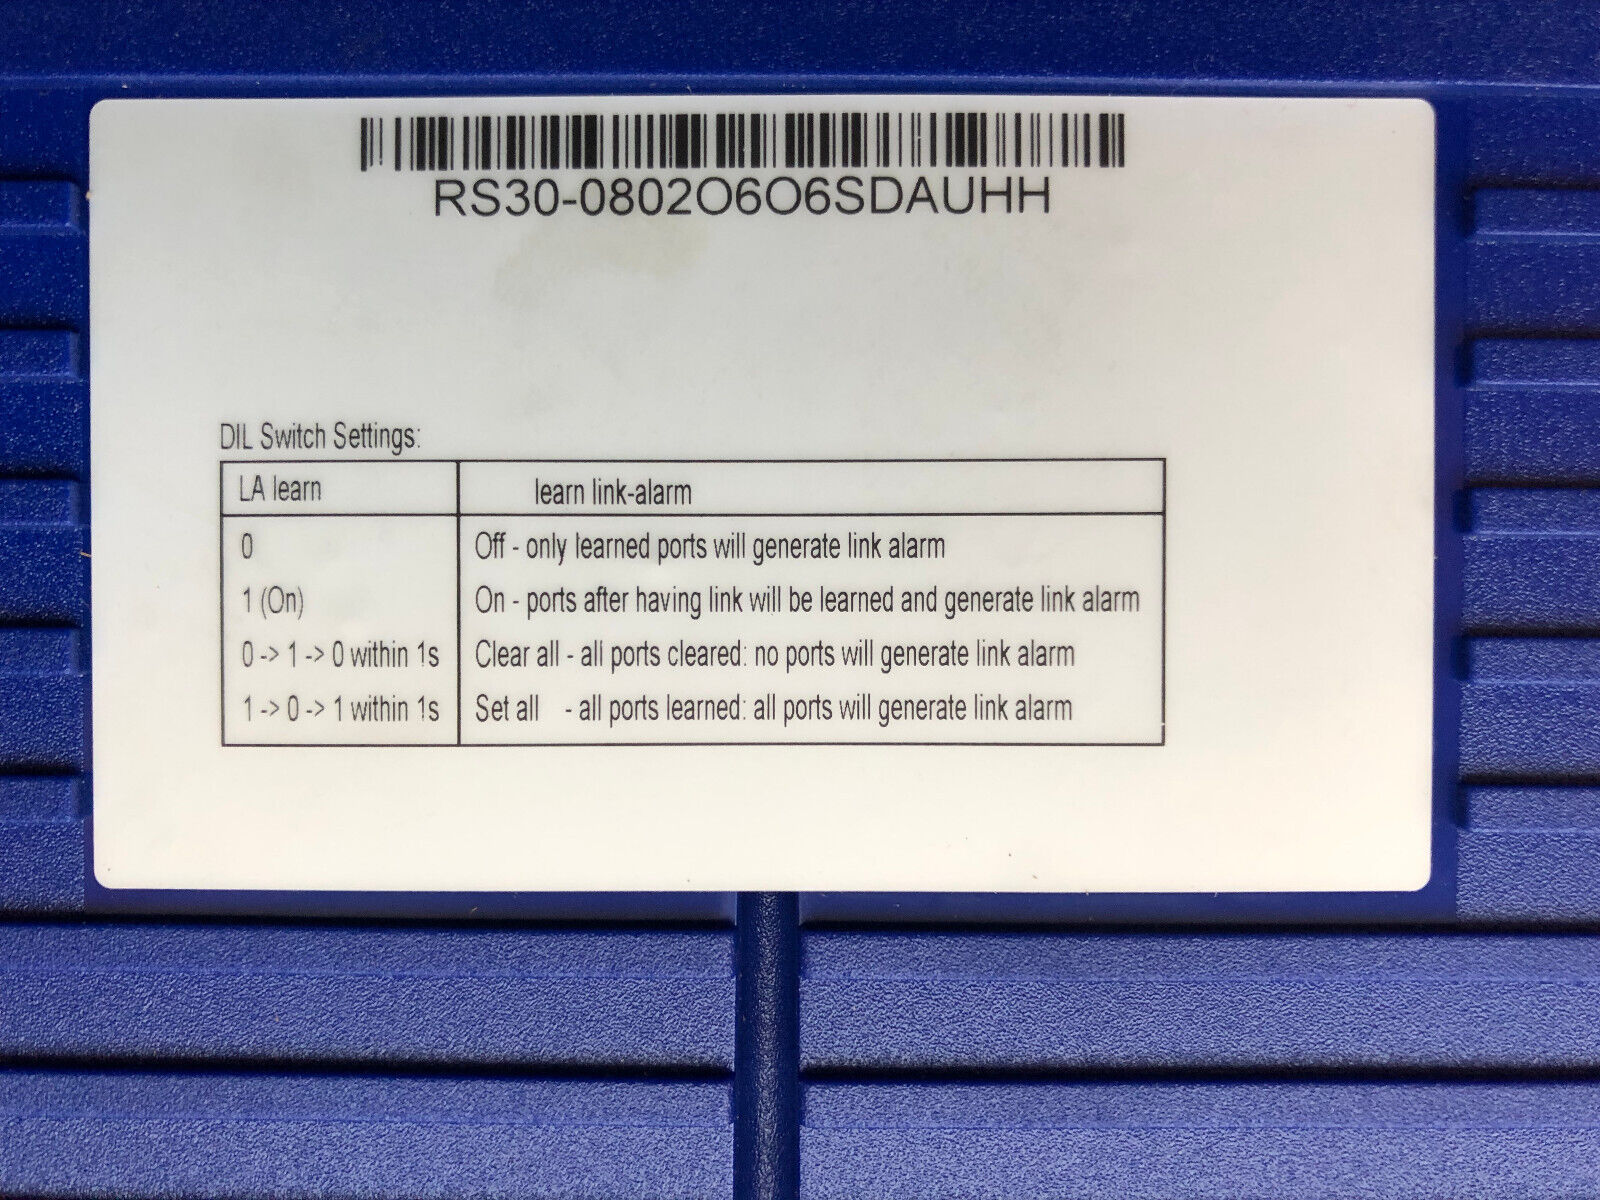 RS30-0802O6O6SDAUHH
DIL Switch Settings:
LA learn learn link-alarm
0 Off - only learned ports will generate link alarm
1 (On) On - ports after having link will be learned and generate link alarm
0 -> 1 -> 0 within 1s Clear all - all ports cleared: no ports will generate link alarm
1 -> 0 -> 1 within 1s Set all - all ports learned: all ports will generate link alarm